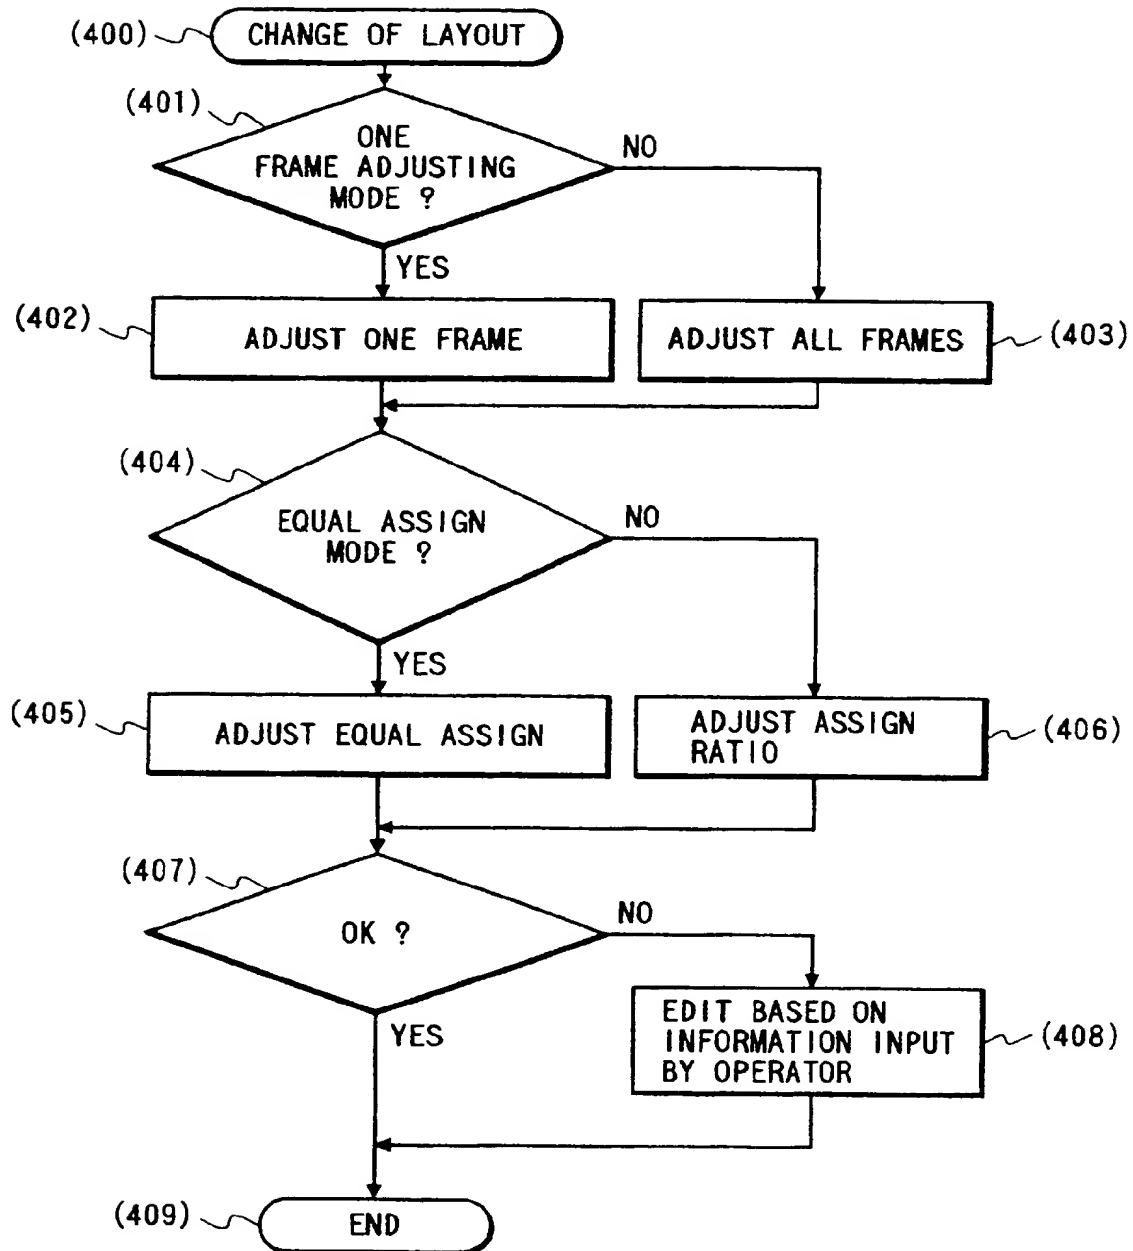 (400)
CHANGE OF LAYOUT
(401)
ONE
FRAME ADJUSTING
MODE ?
NO
YES
(402)
ADJUST ONE FRAME
ADJUST ALL FRAMES
(403)
(404)
EQUAL ASSIGN
MODE ?
NO
YES
(405)
ADJUST EQUAL ASSIGN
ADJUST ASSIGN
RATIO
(406)
(407)
OK ?
NO
YES
EDIT BASED ON
INFORMATION INPUT
BY OPERATOR
(408)
(409)
END